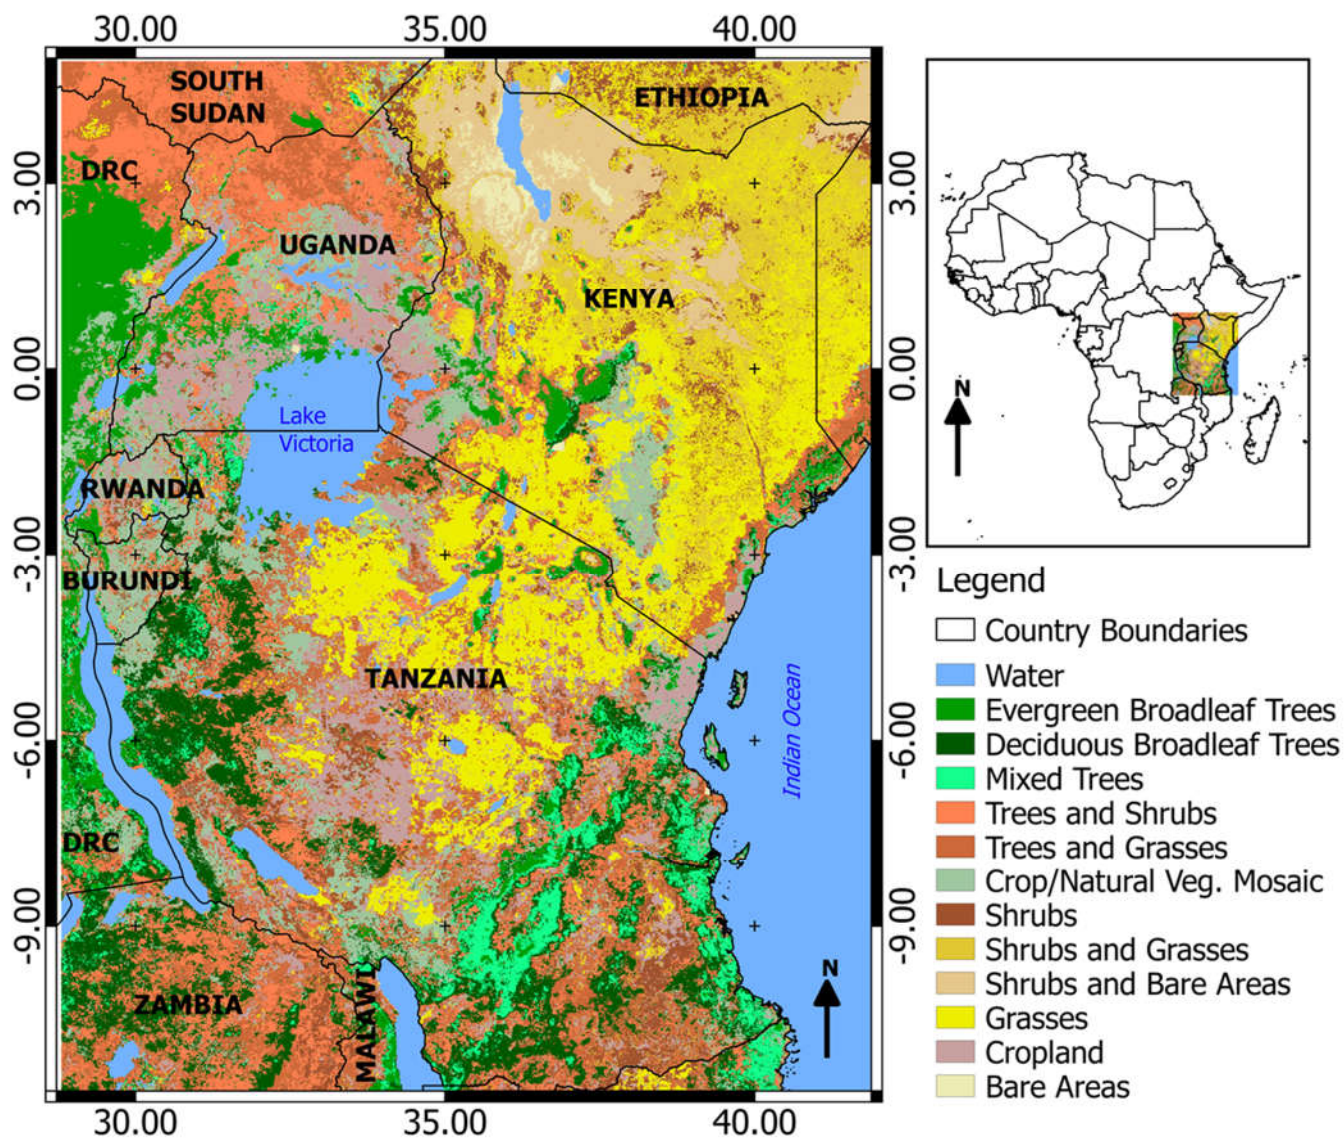 30.00 35.00 40.00
SOUTH
SUDAN
ETHIOPIA
DRC
3.00
3.00
UGANDA
KENYA
0.00
0.00
Lake
Victoria
N
RWANDA
-3.00
-3.00
BURUNDI
TANZANIA
Indian Ocean
-6.00
-6.00
DRC
-9.00
-9.00
N
ZAMBIA
MALAWI
30.00 35.00 40.00
Legend
Country Boundaries
Water
Evergreen Broadleaf Trees
Deciduous Broadleaf Trees
Mixed Trees
Trees and Shrubs
Trees and Grasses
Crop/Natural Veg. Mosaic
Shrubs
Shrubs and Grasses
Shrubs and Bare Areas
Grasses
Cropland
Bare Areas